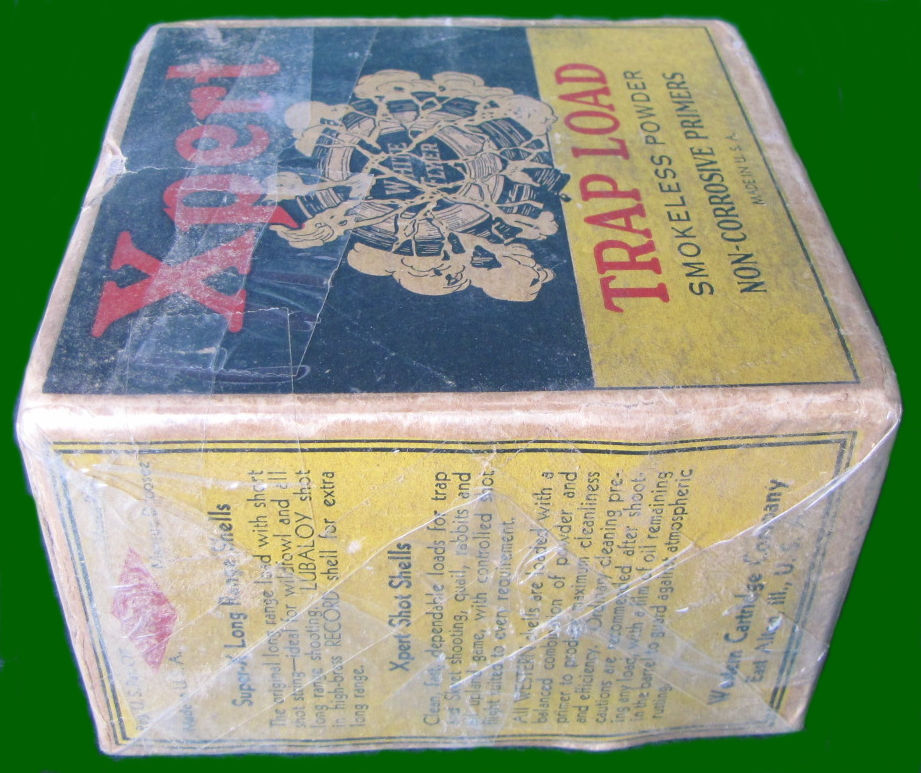 Xpert
WHITE
FLYER
TRAP LOAD
SMOKELESS POWDER
NON-CORROSIVE PRIMERS
MADE IN U.S.A.
U.S.A.
Super-X Long Range Shells
The original long range load with short
shot string—ideal for wildfowl and all
long range shooting. LUBALOY shot
in high-brass RECORD shell for extra
long range.
Xpert Shot Shells
Clean, fast, dependable loads for trap
and skeet shooting, quail, rabbits and
all upland game, with controlled shot
flight suited to every requirement.
All WESTERN shells are loaded with a
balanced combination of powder and
primer to produce maximum cleanliness
and efficiency. Ordinary cleaning pre-
cautions are recommended after shoot-
ing any load, with a film of oil remaining
in the barrel to guard against atmospheric
rusting.
Western Cartridge Company
East Alton, Ill., U.S.A.